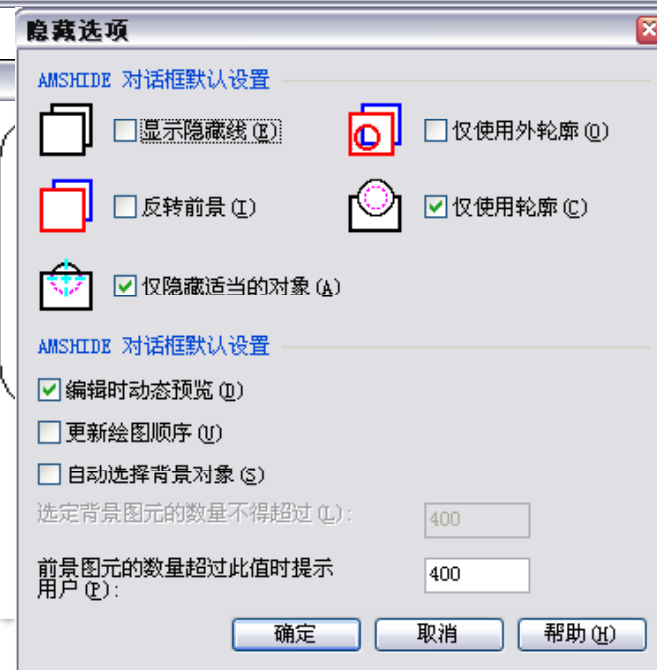 隐藏选项
AMSHIDE 对话框默认设置
显示隐藏线(E)
仅使用外轮廓(O)
反转前景(I)
仅使用轮廓(C)
仅隐藏适当的对象(A)
AMSHIDE 对话框默认设置
编辑时动态预览(D)
更新绘图顺序(U)
自动选择背景对象(S)
选定背景图元的数量不得超过(L):
400
前景图元的数量超过此值时提示
用户(P):
400
确定
取消
帮助(H)